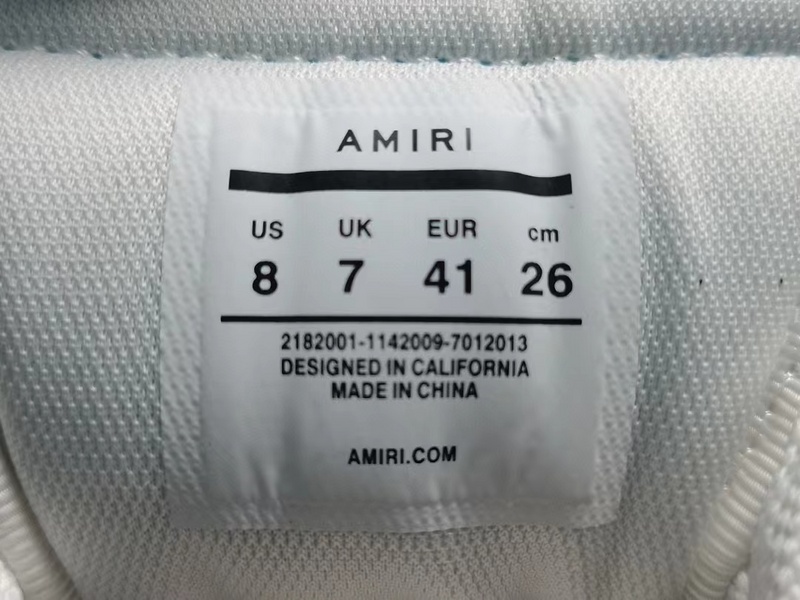 AMIRI
US UK EUR cm
8 7 41 26
2182001-1142009-7012013
DESIGNED IN CALIFORNIA
MADE IN CHINA
AMIRI.COM